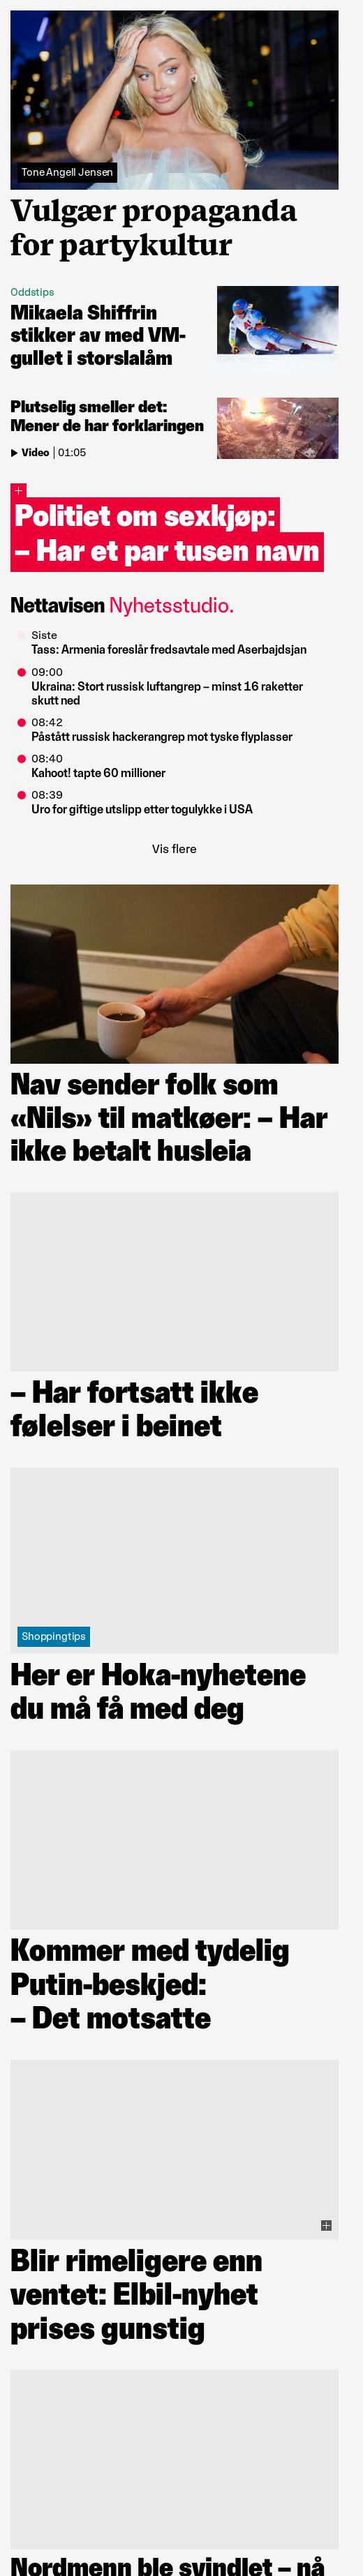 Tone Angell Jensen
Vulgær propaganda
for partykultur
Oddstips
Mikaela Shiffrin
stikker av med VM-
gullet i storslalåm
Plutselig smeller det:
Mener de har forklaringen
Video | 01:05
+
Politiet om sexkjøp:
– Har et par tusen navn
Nettavisen Nyhetsstudio.
Siste
Tass: Armenia foreslår fredsavtale med Aserbajdsjan
09:00
Ukraina: Stort russisk luftangrep – minst 16 raketter
skutt ned
08:42
Påstått russisk hackerangrep mot tyske flyplasser
08:40
Kahoot! tapte 60 millioner
08:39
Uro for giftige utslipp etter togulykke i USA
Vis flere
Nav sender folk som
«Nils» til matkøer: – Har
ikke betalt husleia
– Har fortsatt ikke
følelser i beinet
Shoppingtips
Her er Hoka-nyhetene
du må få med deg
Kommer med tydelig
Putin-beskjed:
– Det motsatte
+
Blir rimeligere enn
ventet: Elbil-nyhet
prises gunstig
Nordmenn ble svindlet – nå